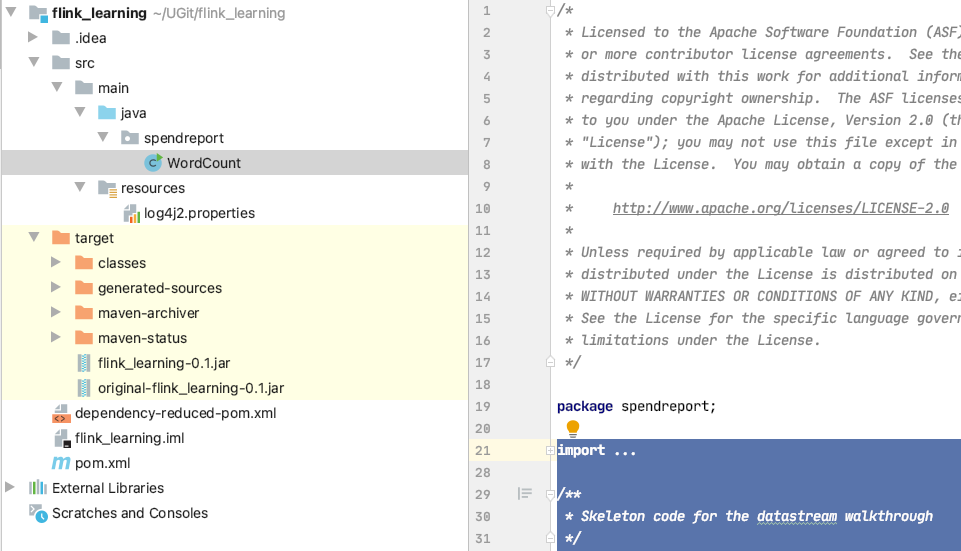 flink_learning ~/UGit/flink_learning
.idea
src
main
java
spendreport
WordCount
resources
log4j2.properties
target
classes
generated-sources
maven-archiver
maven-status
flink_learning-0.1.jar
original-flink_learning-0.1.jar
dependency-reduced-pom.xml
flink_learning.iml
pom.xml
External Libraries
Scratches and Consoles
1 /*
2 * Licensed to the Apache Software Foundation (ASF)
3 * or more contributor license agreements.  See the
4 * distributed with this work for additional inform
5 * regarding copyright ownership.  The ASF licenses
6 * to you under the Apache License, Version 2.0 (th
7 * "License"); you may not use this file except in
8 * with the License.  You may obtain a copy of the
9 *
10 *     http://www.apache.org/licenses/LICENSE-2.0
11 *
12 * Unless required by applicable law or agreed to i
13 * distributed under the License is distributed on
14 * WITHOUT WARRANTIES OR CONDITIONS OF ANY KIND, ei
15 * See the License for the specific language govern
16 * limitations under the License.
17 */
18
19 package spendreport;
20
21 import ...
28
29 /**
30 * Skeleton code for the datastream walkthrough
31 */